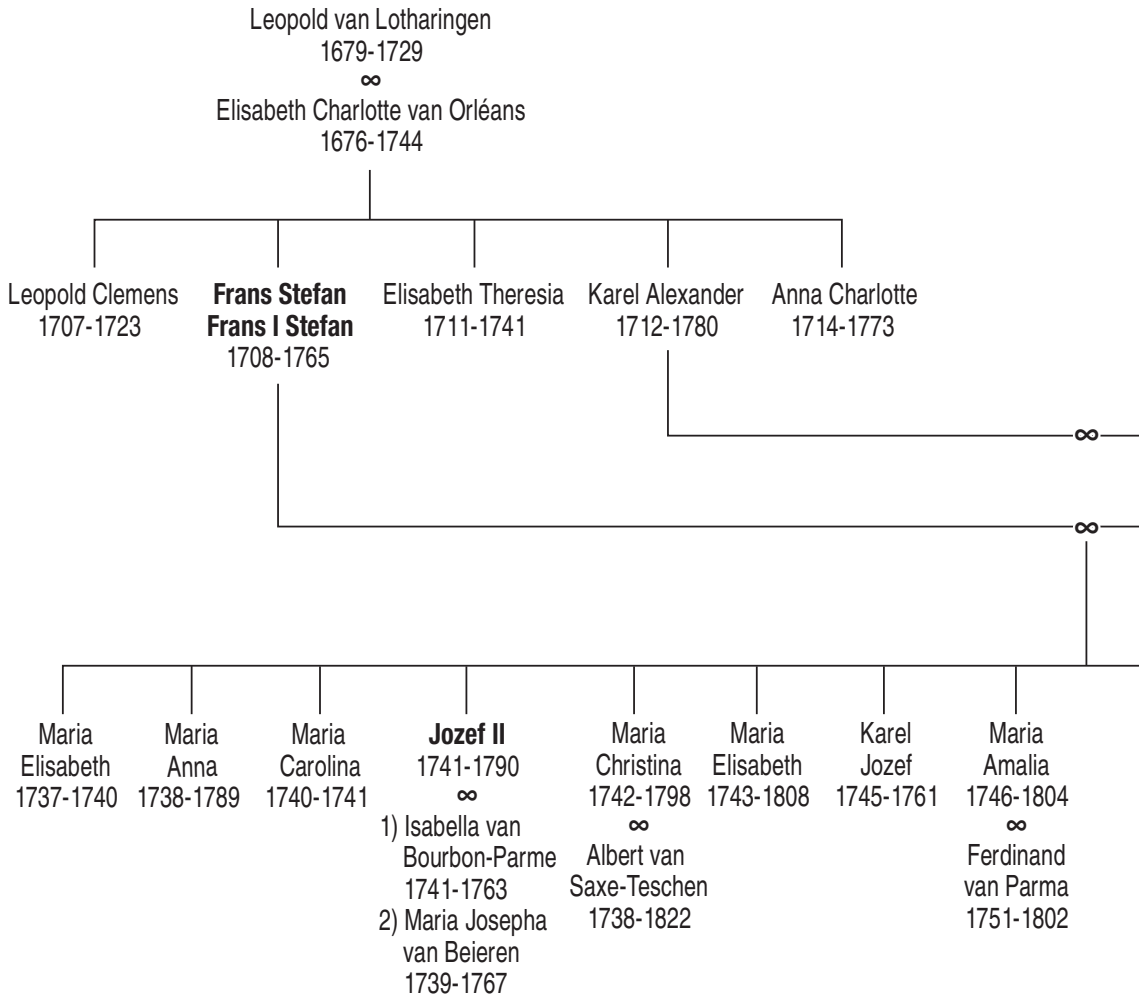 Leopold van Lotharingen
1679-1729
∞
Elisabeth Charlotte van Orléans
1676-1744
Leopold Clemens
1707-1723
Frans Stefan
Frans I Stefan
1708-1765
Elisabeth Theresia
1711-1741
Karel Alexander
1712-1780
Anna Charlotte
1714-1773
∞
∞
Maria
Elisabeth
1737-1740
Maria
Anna
1738-1789
Maria
Carolina
1740-1741
Jozef II
1741-1790
∞
1) Isabella van
Bourbon-Parme
1741-1763
2) Maria Josepha
van Beieren
1739-1767
Maria
Christina
1742-1798
∞
Albert van
Saxe-Teschen
1738-1822
Maria
Elisabeth
1743-1808
Karel
Jozef
1745-1761
Maria
Amalia
1746-1804
∞
Ferdinand
van Parma
1751-1802